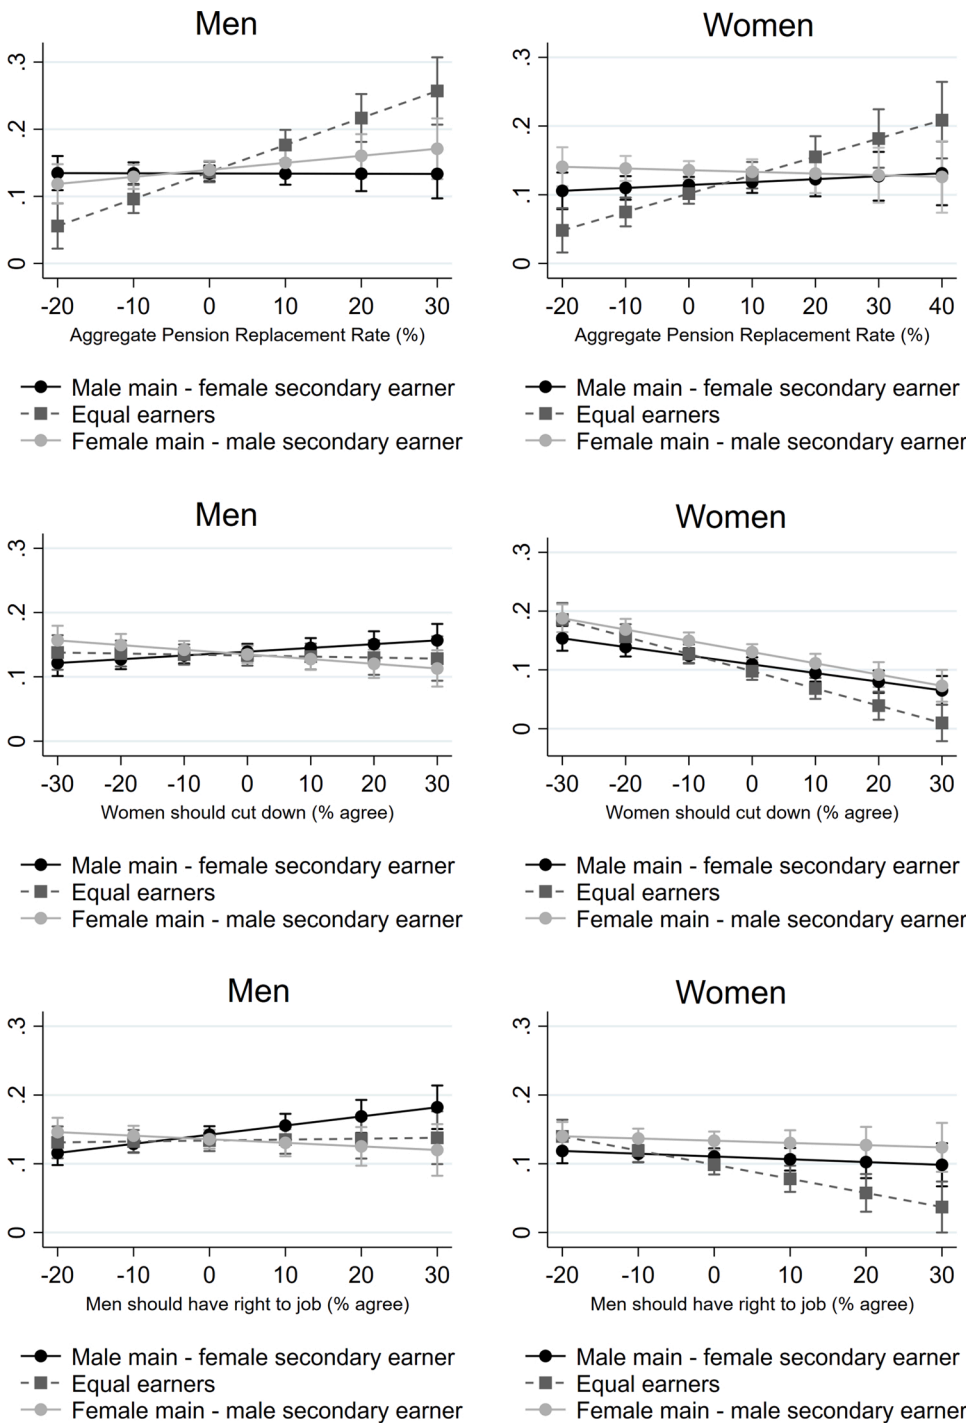 Men
Women
.3
.2
.1
0
-20 -10 0 10 20 30
Aggregate Pension Replacement Rate (%)
.3
.2
.1
0
-20 -10 0 10 20 30 40
Aggregate Pension Replacement Rate (%)
Male main - female secondary earner
Equal earners
Female main - male secondary earner
Male main - female secondary earner
Equal earners
Female main - male secondary earner
Men
Women
.3
.2
.1
0
-30 -20 -10 0 10 20 30
Women should cut down (% agree)
.3
.2
.1
0
-30 -20 -10 0 10 20 30
Women should cut down (% agree)
Male main - female secondary earner
Equal earners
Female main - male secondary earner
Male main - female secondary earner
Equal earners
Female main - male secondary earner
Men
Women
.3
.2
.1
0
-20 -10 0 10 20 30
Men should have right to job (% agree)
.3
.2
.1
0
-20 -10 0 10 20 30
Men should have right to job (% agree)
Male main - female secondary earner
Equal earners
Female main - male secondary earner
Male main - female secondary earner
Equal earners
Female main - male secondary earner